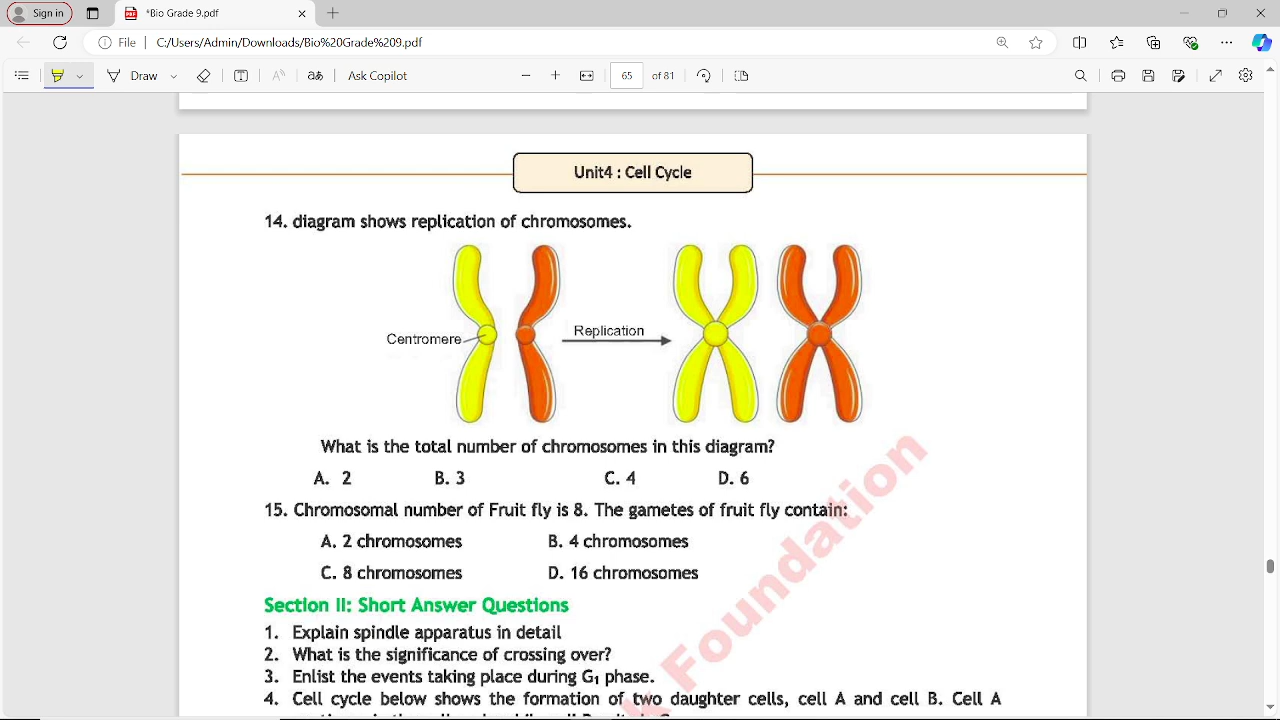 Sign in
*Bio Grade 9.pdf
File
C:/Users/Admin/Downloads/Bio%20Grade%209.pdf
Draw
Ask Copilot
65 of 81
Unit4 : Cell Cycle
14. diagram shows replication of chromosomes.
Centromere
Replication
What is the total number of chromosomes in this diagram?
A. 2 B. 3 C. 4 D. 6
15. Chromosomal number of Fruit fly is 8. The gametes of fruit fly contain:
A. 2 chromosomes B. 4 chromosomes
C. 8 chromosomes D. 16 chromosomes
Section II: Short Answer Questions
1. Explain spindle apparatus in detail
2. What is the significance of crossing over?
3. Enlist the events taking place during G₁ phase.
4. Cell cycle below shows the formation of two daughter cells, cell A and cell B. Cell A
k Foundation